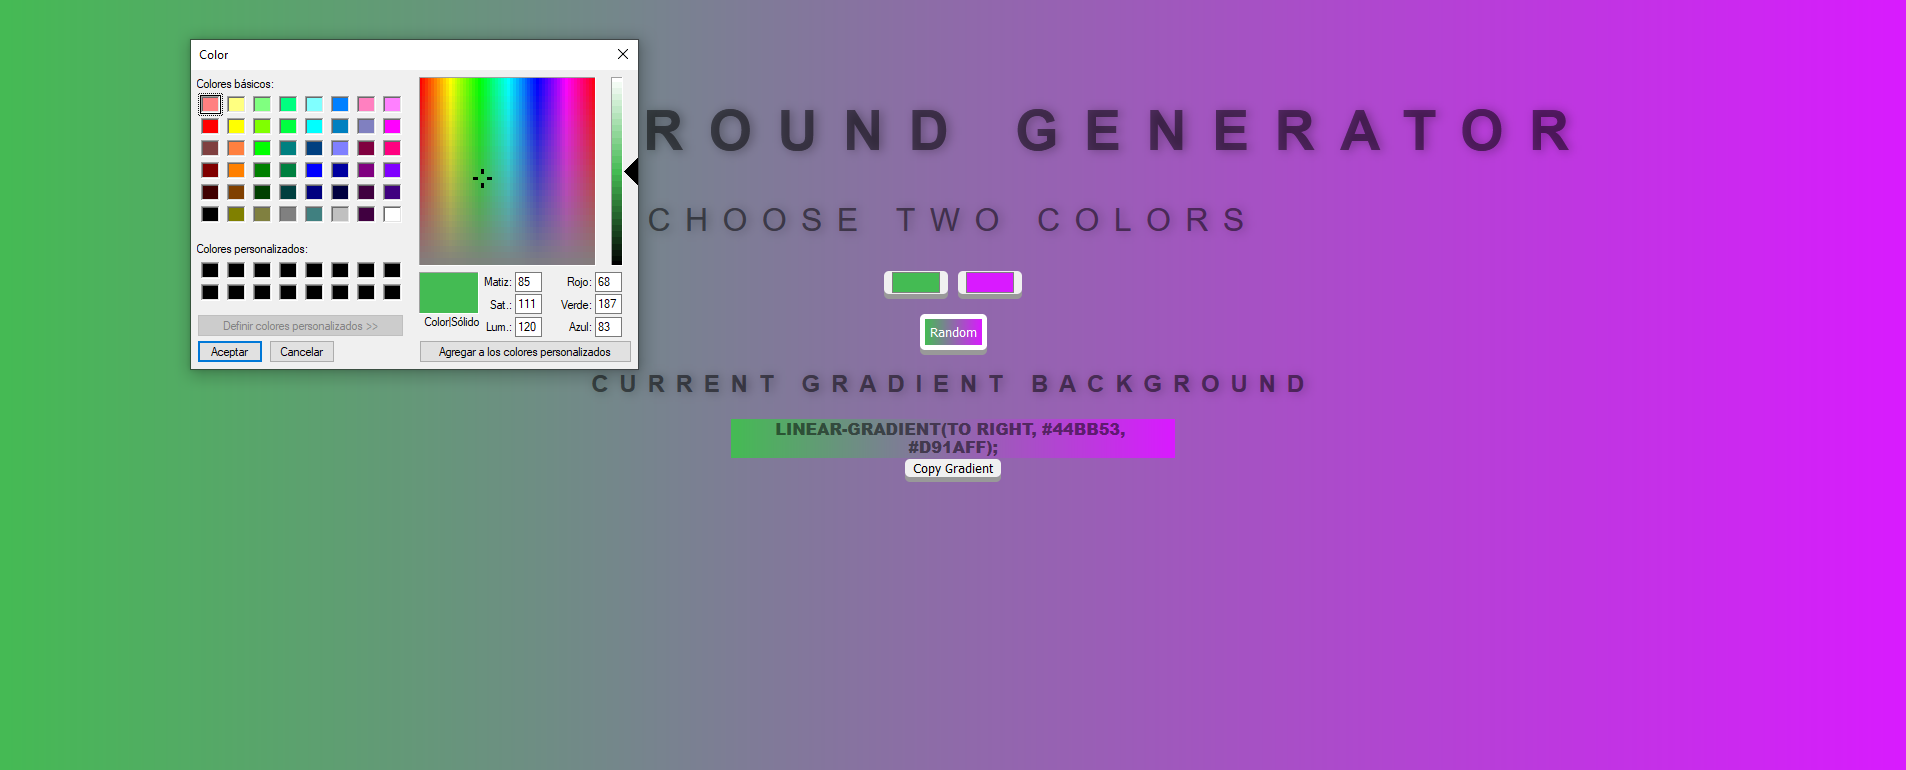 Color
Colores básicos:
Colores personalizados:
Definir colores personalizados >>
Aceptar
Cancelar
Color|Sólido
Matiz: 85
Sat.: 111
Lum.: 120
Rojo: 68
Verde: 187
Azul: 83
Agregar a los colores personalizados
ROUND GENERATOR
CHOOSE TWO COLORS
Random
CURRENT GRADIENT BACKGROUND
LINEAR-GRADIENT(TO RIGHT, #44BB53,
#D91AFF);
Copy Gradient